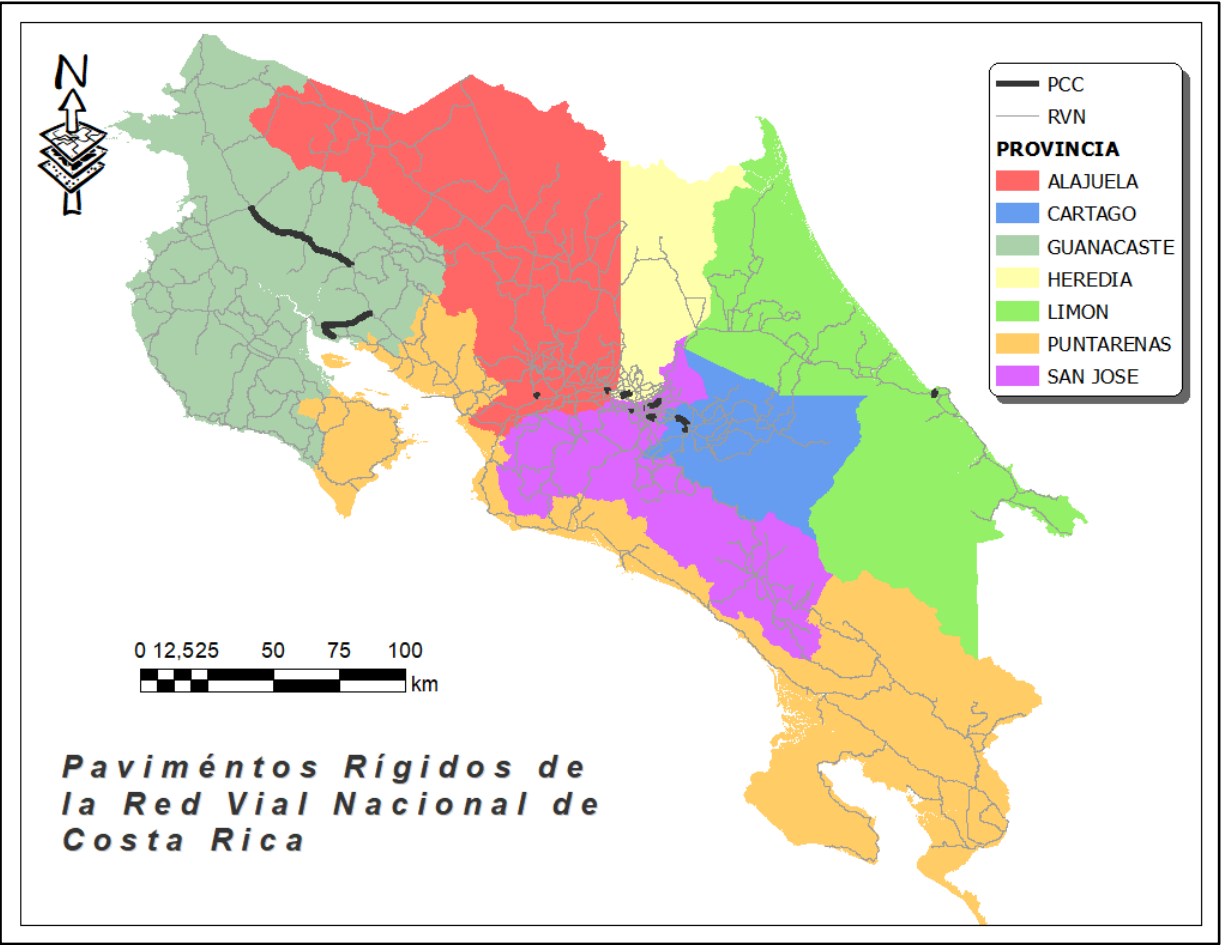 N
PCC
RVN
PROVINCIA
ALAJUELA
CARTAGO
GUANACASTE
HEREDIA
LIMON
PUNTARENAS
SAN JOSE
0 12,525 50 75 100
km
Paviméntos Rígidos de
la Red Vial Nacional de
Costa Rica